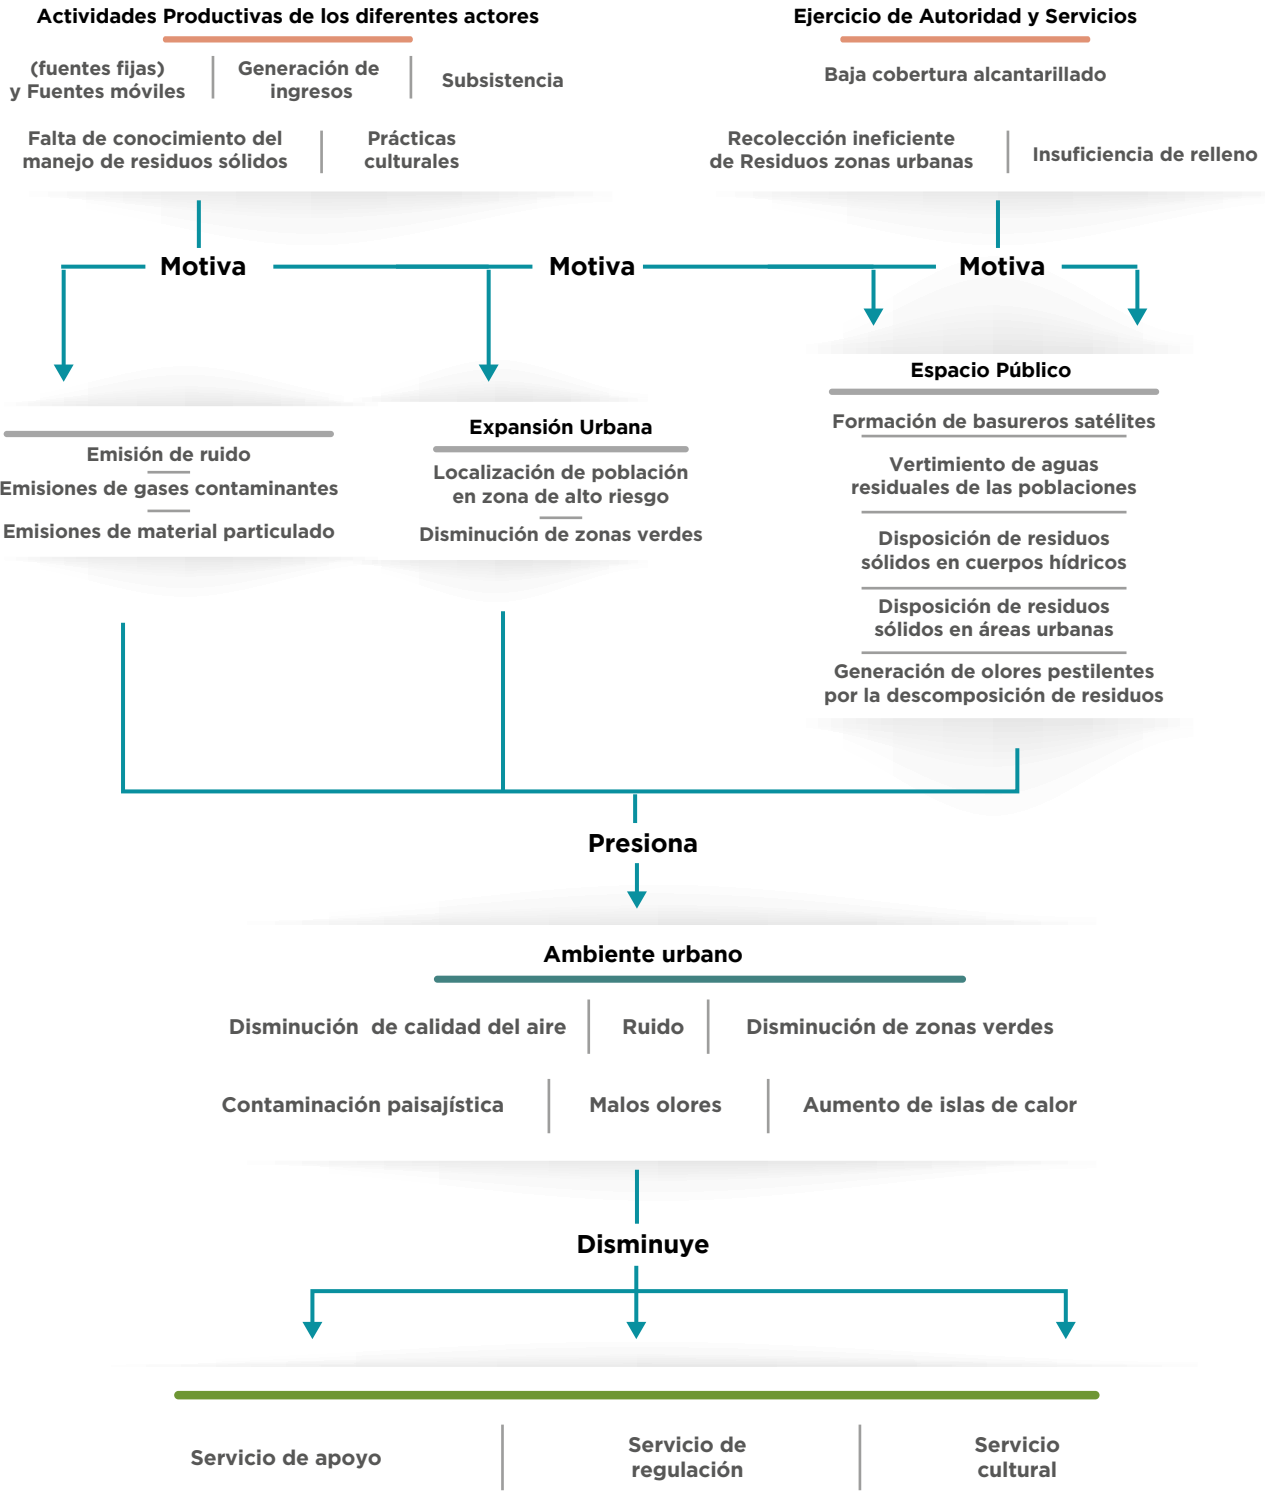 Actividades Productivas de los diferentes actores
(fuentes fijas)
y Fuentes móviles
Generación de
ingresos
Subsistencia
Falta de conocimiento del
manejo de residuos sólidos
Prácticas
culturales
Ejercicio de Autoridad y Servicios
Baja cobertura alcantarillado
Recolección ineficiente
de Residuos zonas urbanas
Insuficiencia de relleno
Motiva
Motiva
Motiva
Emisión de ruido
Emisiones de gases contaminantes
Emisiones de material particulado
Expansión Urbana
Localización de población
en zona de alto riesgo
Disminución de zonas verdes
Espacio Público
Formación de basureros satélites
Vertimiento de aguas
residuales de las poblaciones
Disposición de residuos
sólidos en cuerpos hídricos
Disposición de residuos
sólidos en áreas urbanas
Generación de olores pestilentes
por la descomposición de residuos
Presiona
Ambiente urbano
Disminución de calidad del aire
Ruido
Disminución de zonas verdes
Contaminación paisajística
Malos olores
Aumento de islas de calor
Disminuye
Servicio de apoyo
Servicio de
regulación
Servicio
cultural